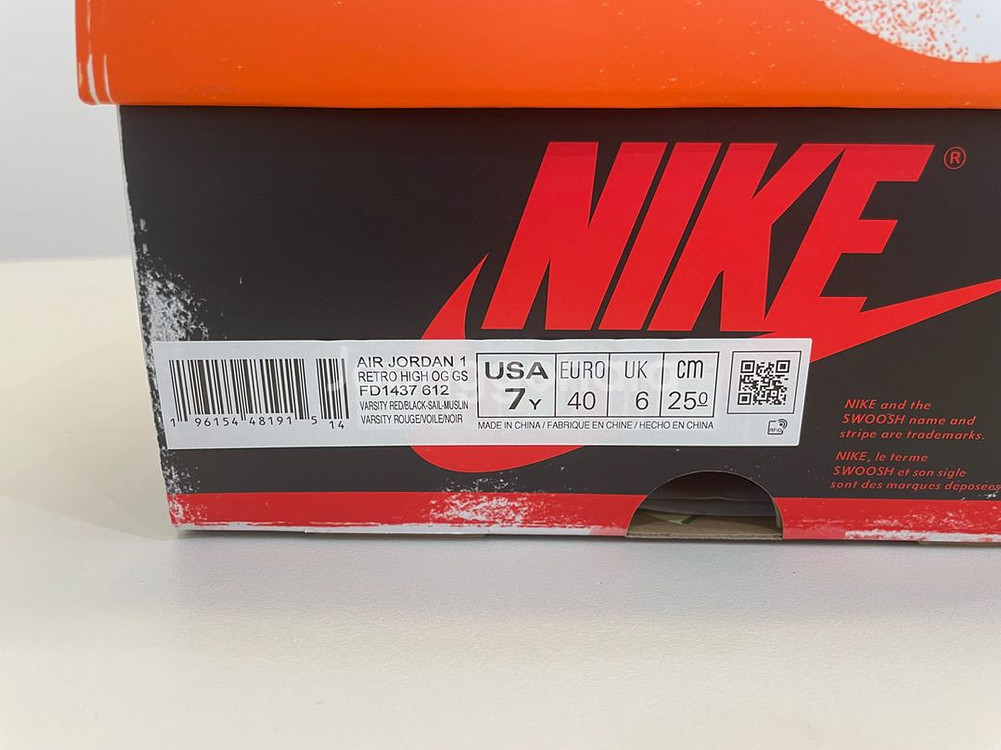 NIKE®
AIR JORDAN 1
RETRO HIGH OG GS
FD1437 612
VARSITY RED/BLACK-SAIL-MUSLIN
VARSITY ROUGE/VOILE/NOIR
1 96154 48191 5 14
USA EURO UK cm
7Y 40 6 250
MADE IN CHINA / FABRIQUE EN CHINE / HECHO EN CHINA
RFID
NIKE and the
SWOOSH name and
stripe are trademarks.
NIKE, le terme
SWOOSH et son sigle
sont des marques déposées